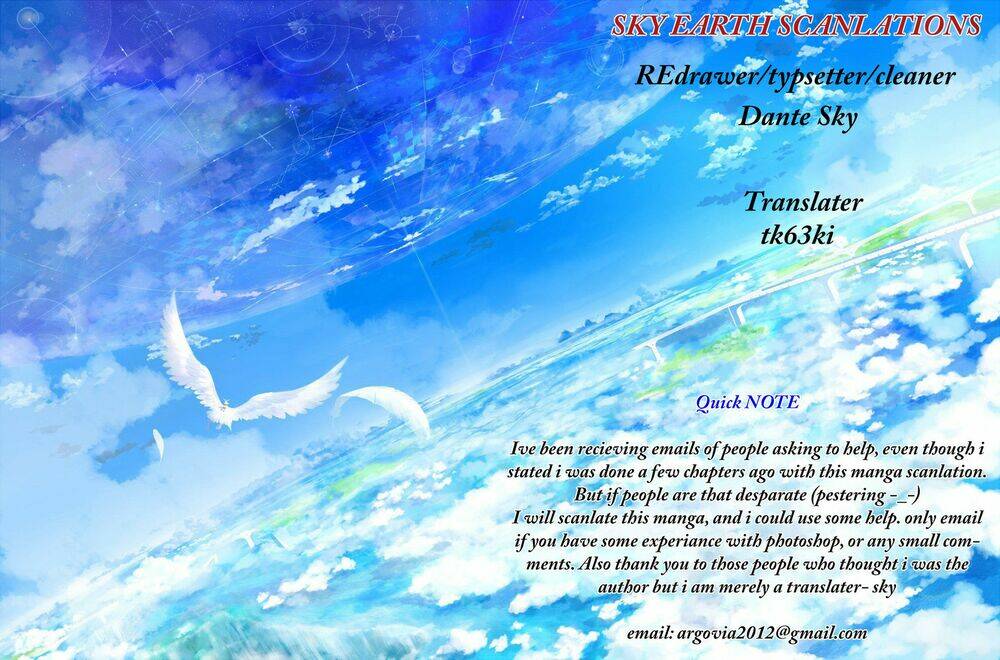 SKY EARTH SCANLATIONS
REdrawer/typsetter/cleaner
Dante Sky
Translater
tk63ki
Quick NOTE
Ive been recieving emails of people asking to help, even though i
stated i was done a few chapters ago with this manga scanlation.
But if people are that desparate (pestering -_-)
I will scanlate this manga, and i could use some help. only email
if you have some experiance with photoshop, or any small com-
ments. Also thank you to those people who thought i was the
author but i am merely a translater- sky
email: argovia2012@gmail.com